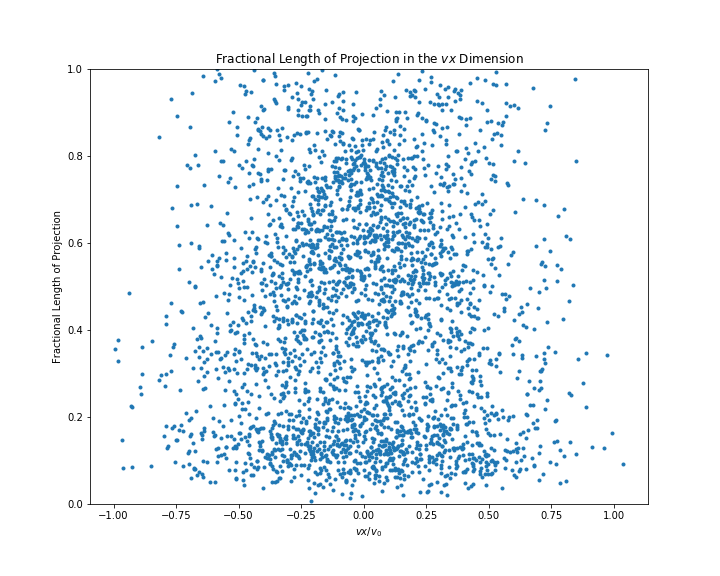 Fractional Length of Projection in the vx Dimension
1.0
0.8
0.6
0.4
0.2
0.0
Fractional Length of Projection
−1.00 −0.75 −0.50 −0.25 0.00 0.25 0.50 0.75 1.00
vx/v₀